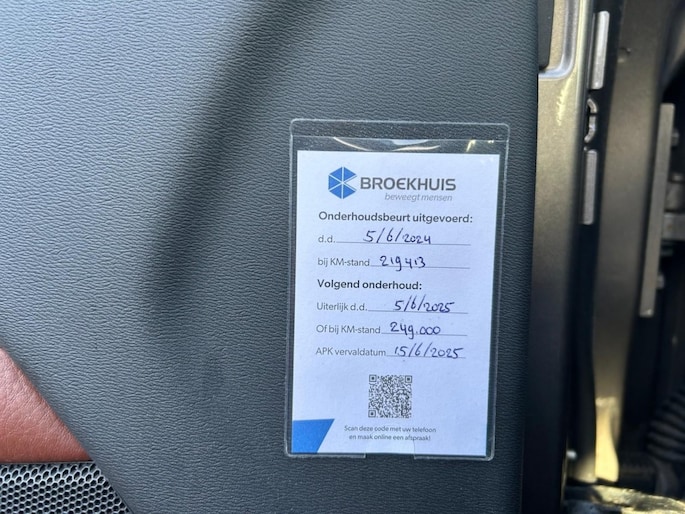 BROEKHUIS
beweegt mensen
Onderhoudsbeurt uitgevoerd:
d.d. 5/6/2024
bij KM-stand 219413
Volgend onderhoud:
Uiterlijk d.d. 5/6/2025
Of bij KM-stand 249.000
APK vervaldatum 15/6/2025
Scan deze code met uw telefoon
en maak online een afspraak!